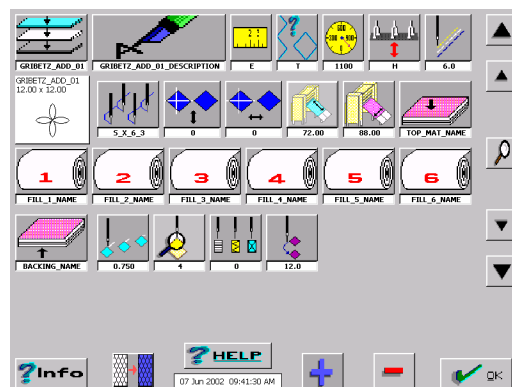 GRIBETZ_ADD_01
GRIBETZ_ADD_01_DESCRIPTION
E
T
1100
H
6.0
GRIBETZ_ADD_01
12.00 x 12.00
5_X_6_3
0
0
72.00
88.00
TOP_MAT_NAME
1
2
3
4
5
6
FILL_1_NAME
FILL_2_NAME
FILL_3_NAME
FILL_4_NAME
FILL_5_NAME
FILL_6_NAME
BACKING_NAME
0.750
4
0
12.0
?Info
?HELP
07 Jun 2002 09:41:30 AM
OK